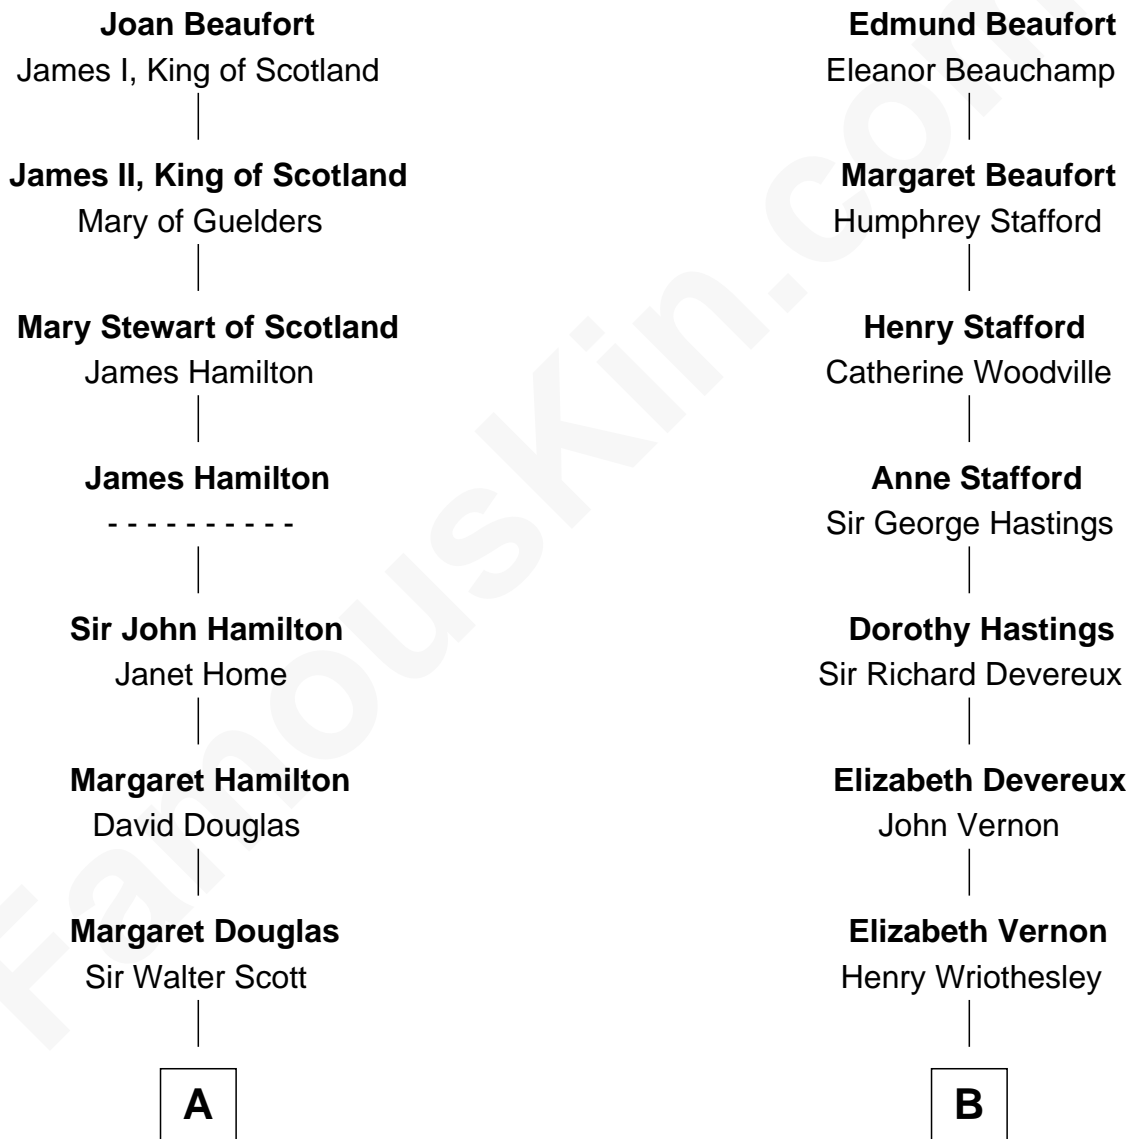 Joan Beaufort
James I, King of Scotland
James II, King of Scotland
Mary of Guelders
Mary Stewart of Scotland
James Hamilton
James Hamilton
- - - - - - - - - -
Sir John Hamilton
Janet Home
Margaret Hamilton
David Douglas
Margaret Douglas
Sir Walter Scott
A
Edmund Beaufort
Eleanor Beauchamp
Margaret Beaufort
Humphrey Stafford
Henry Stafford
Catherine Woodville
Anne Stafford
Sir George Hastings
Dorothy Hastings
Sir Richard Devereux
Elizabeth Devereux
John Vernon
Elizabeth Vernon
Henry Wriothesley
B
FamousKin.com